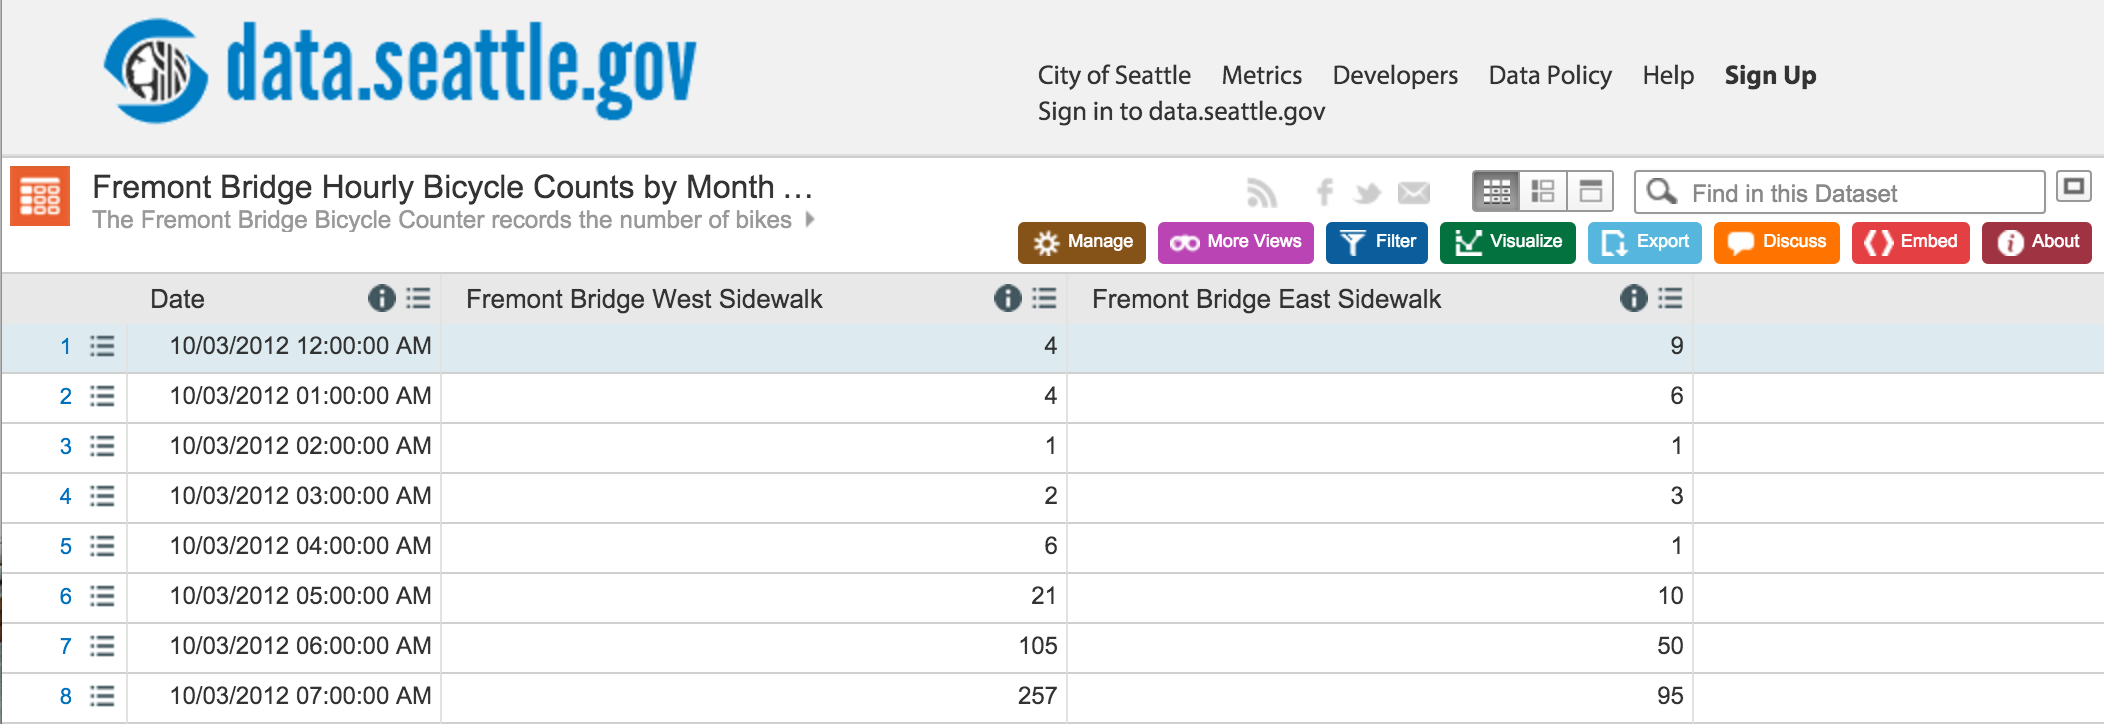 data.seattle.gov
City of Seattle Metrics Developers Data Policy Help Sign Up
Sign in to data.seattle.gov
Fremont Bridge Hourly Bicycle Counts by Month ...
The Fremont Bridge Bicycle Counter records the number of bikes
Find in this Dataset
Manage More Views Filter Visualize Export Discuss Embed About
Date Fremont Bridge West Sidewalk Fremont Bridge East Sidewalk
1 10/03/2012 12:00:00 AM 4 9
2 10/03/2012 01:00:00 AM 4 6
3 10/03/2012 02:00:00 AM 1 1
4 10/03/2012 03:00:00 AM 2 3
5 10/03/2012 04:00:00 AM 6 1
6 10/03/2012 05:00:00 AM 21 10
7 10/03/2012 06:00:00 AM 105 50
8 10/03/2012 07:00:00 AM 257 95